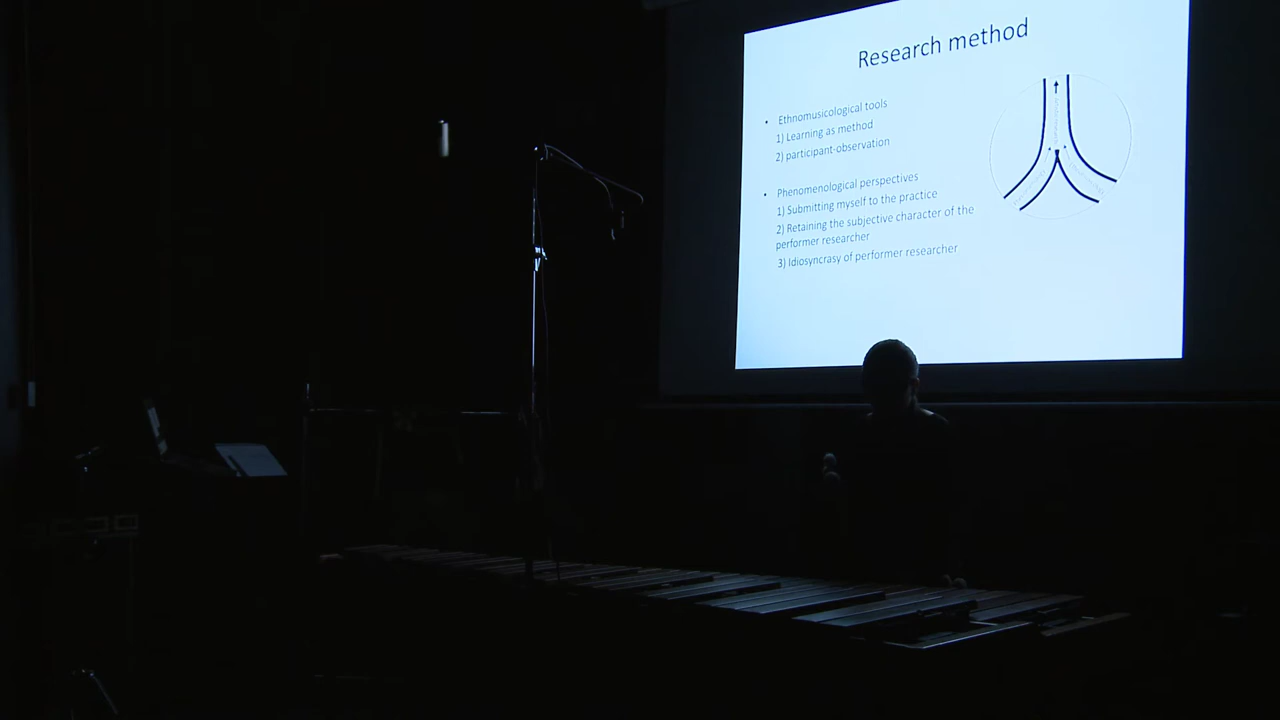 Research method
• Ethnomusicological tools
1) Learning as method
2) participant-observation
• Phenomenological perspectives
1) Submitting myself to the practice
2) Retaining the subjective character of the
performer researcher
3) Idiosyncrasy of performer researcher